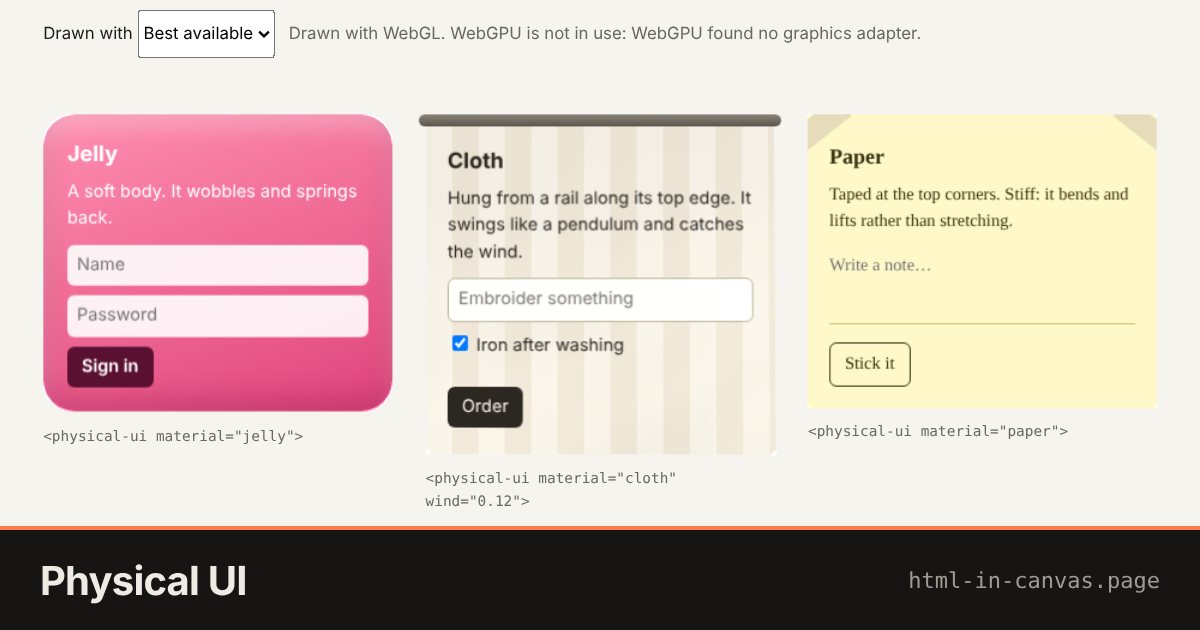 Drawn with Best available Drawn with WebGL. WebGPU is not in use: WebGPU found no graphics adapter.
Jelly
A soft body. It wobbles and springs
back.
Name
Password
Sign in
<physical-ui material="jelly">
Cloth
Hung from a rail along its top edge. It
swings like a pendulum and catches
the wind.
Embroider something
Iron after washing
Order
<physical-ui material="cloth"
wind="0.12">
Paper
Taped at the top corners. Stiff: it bends and
lifts rather than stretching.
Write a note…
Stick it
<physical-ui material="paper">
Physical UI
html-in-canvas.page